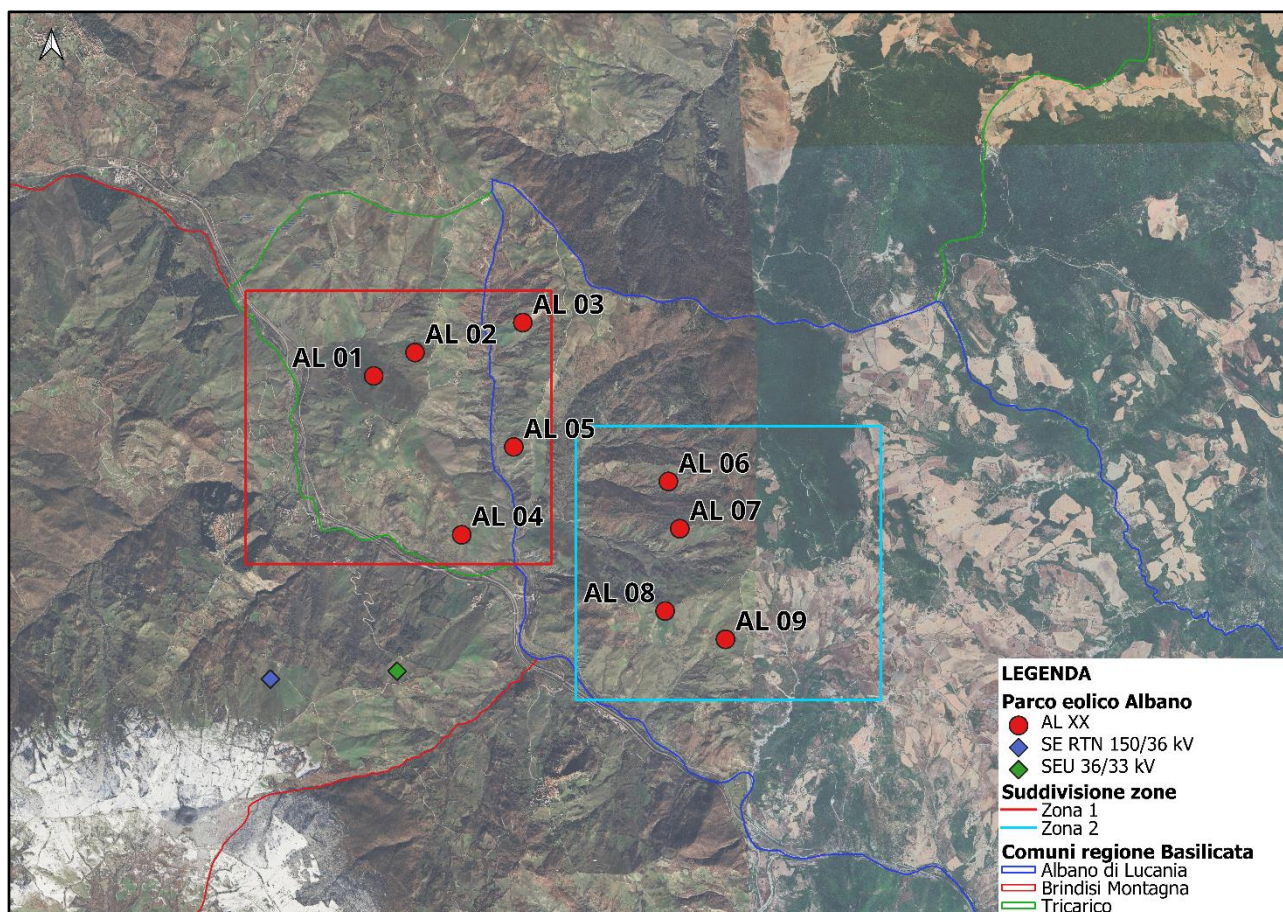 AL 03
AL 02
AL 01
AL 05
AL 06
AL 07
AL 04
AL 08
AL 09
LEGENDA
Parco eolico Albano
AL XX
SE RTN 150/36 kV
SEU 36/33 kV
Suddivisione zone
Zona 1
Zona 2
Comuni regione Basilicata
Albano di Lucania
Brindisi Montagna
Tricarico